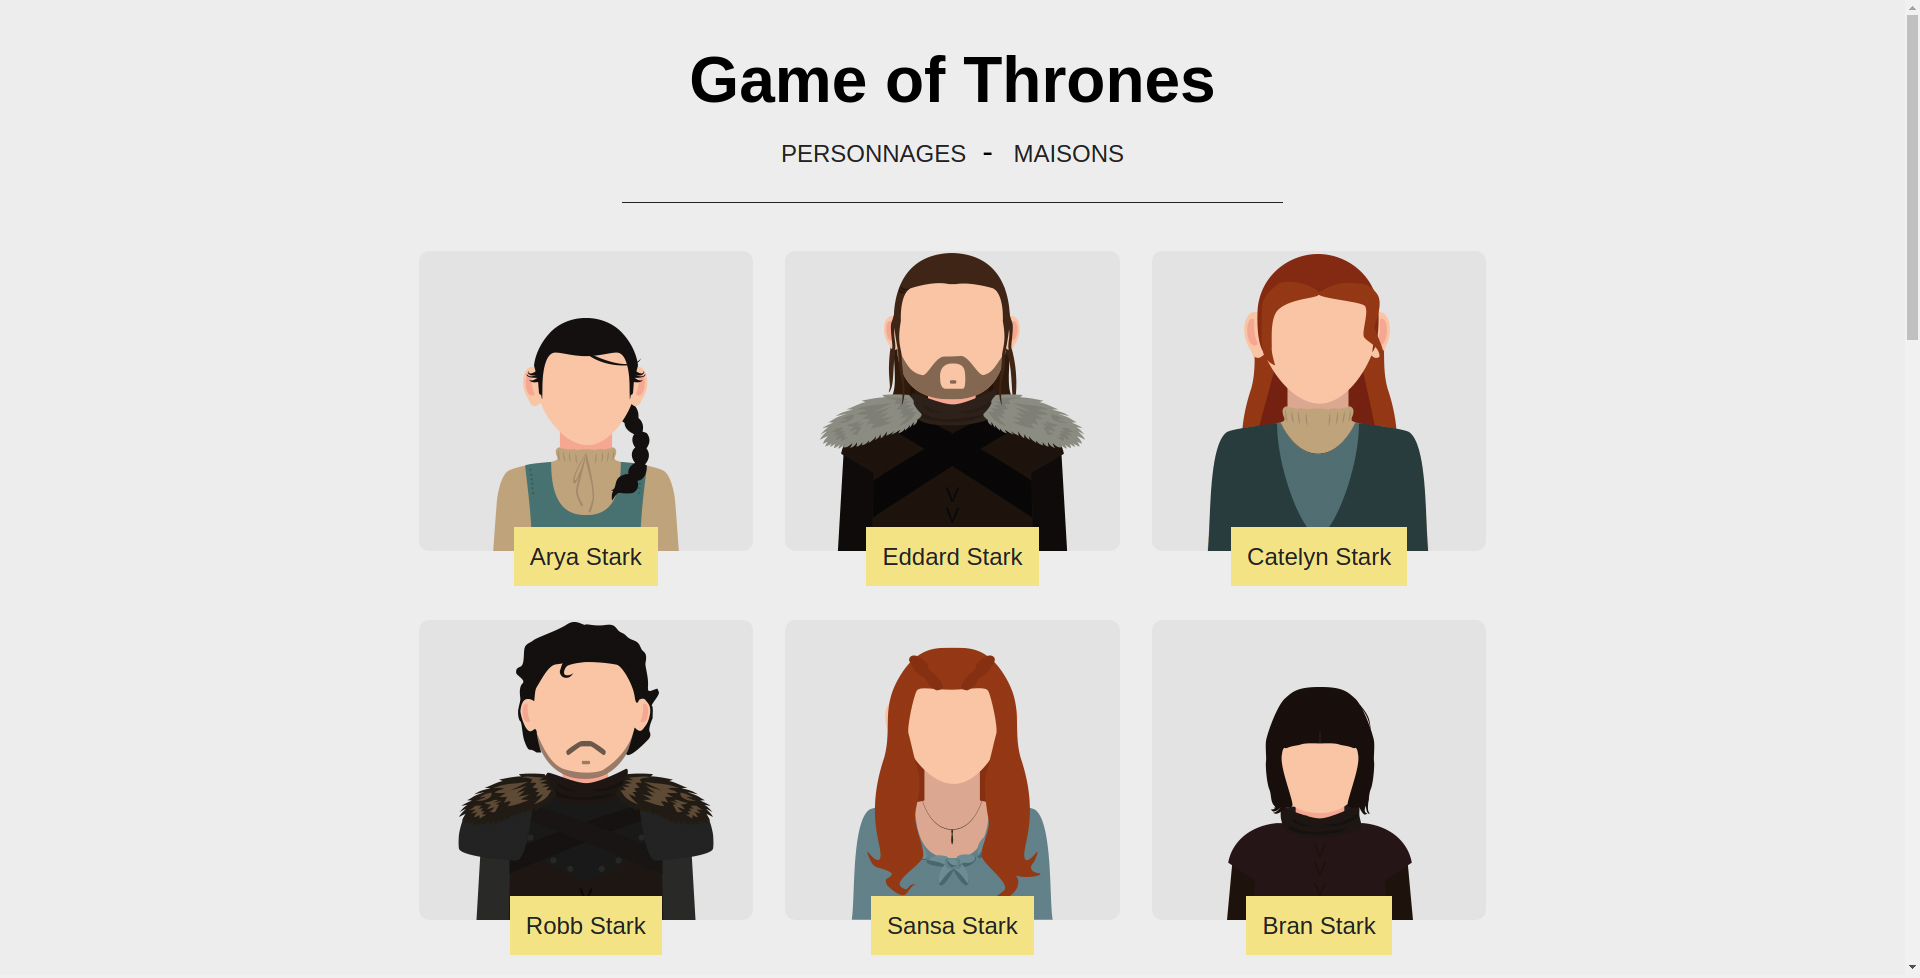 Game of Thrones
PERSONNAGES - MAISONS
Arya Stark
Eddard Stark
Catelyn Stark
Robb Stark
Sansa Stark
Bran Stark